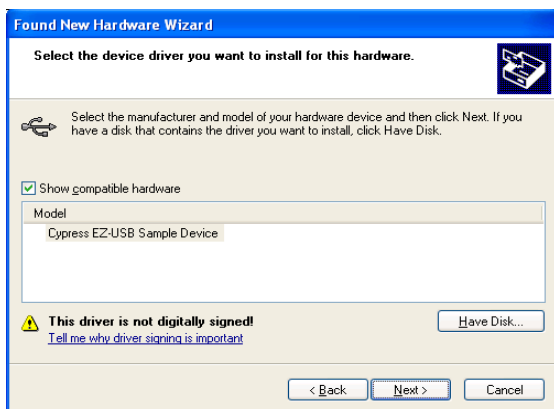 Found New Hardware Wizard
Select the device driver you want to install for this hardware.
Select the manufacturer and model of your hardware device and then click Next. If you
have a disk that contains the driver you want to install, click Have Disk.
Show compatible hardware
Model
Cypress EZ-USB Sample Device
This driver is not digitally signed!
Tell me why driver signing is important
Have Disk...
< Back
Next >
Cancel